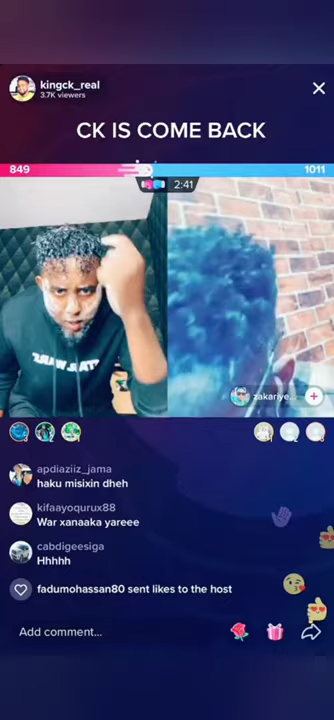 kingck_real
3.7K viewers
CK IS COME BACK
849
1011
2:41
zakariye...
apdiaziiz_jama
haku misixin dheh
kifaayoqurux88
War xanaaka yareee
cabdigeesiga
Hhhhh
fadumohassan80 sent likes to the host
Add comment...